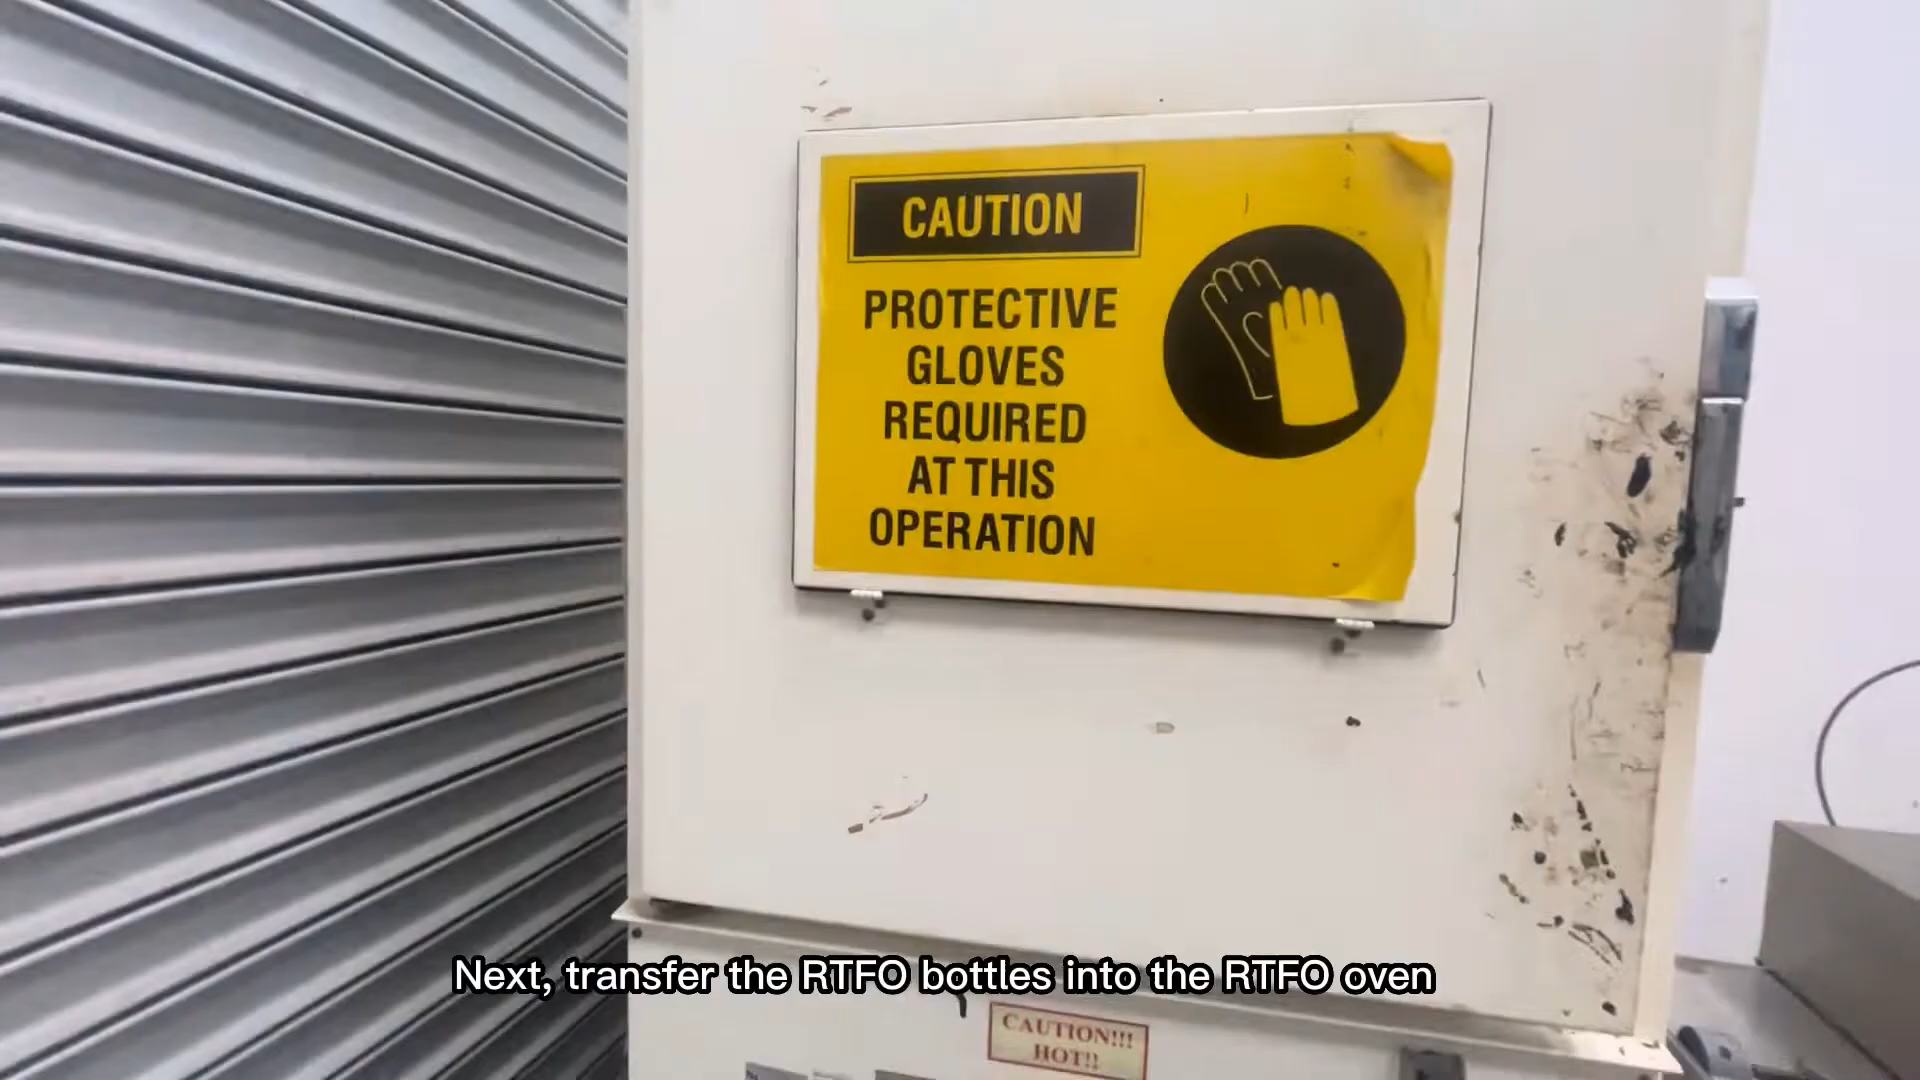 CAUTION
PROTECTIVE
GLOVES
REQUIRED
AT THIS
OPERATION
Next, transfer the RTFO bottles into the RTFO oven
CAUTION!!!
HOT!!